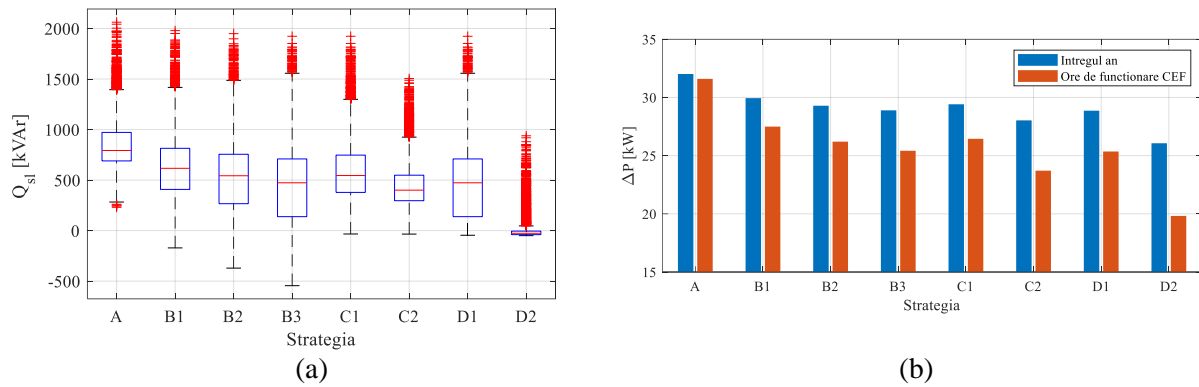 2000
1500
1000
500
0
-500
Q_sl [kVAr]
A B1 B2 B3 C1 C2 D1 D2
Strategia
(a)
35
30
25
20
15
ΔP [kW]
Intregul an
Ore de functionare CEF
A B1 B2 B3 C1 C2 D1 D2
Strategia
(b)